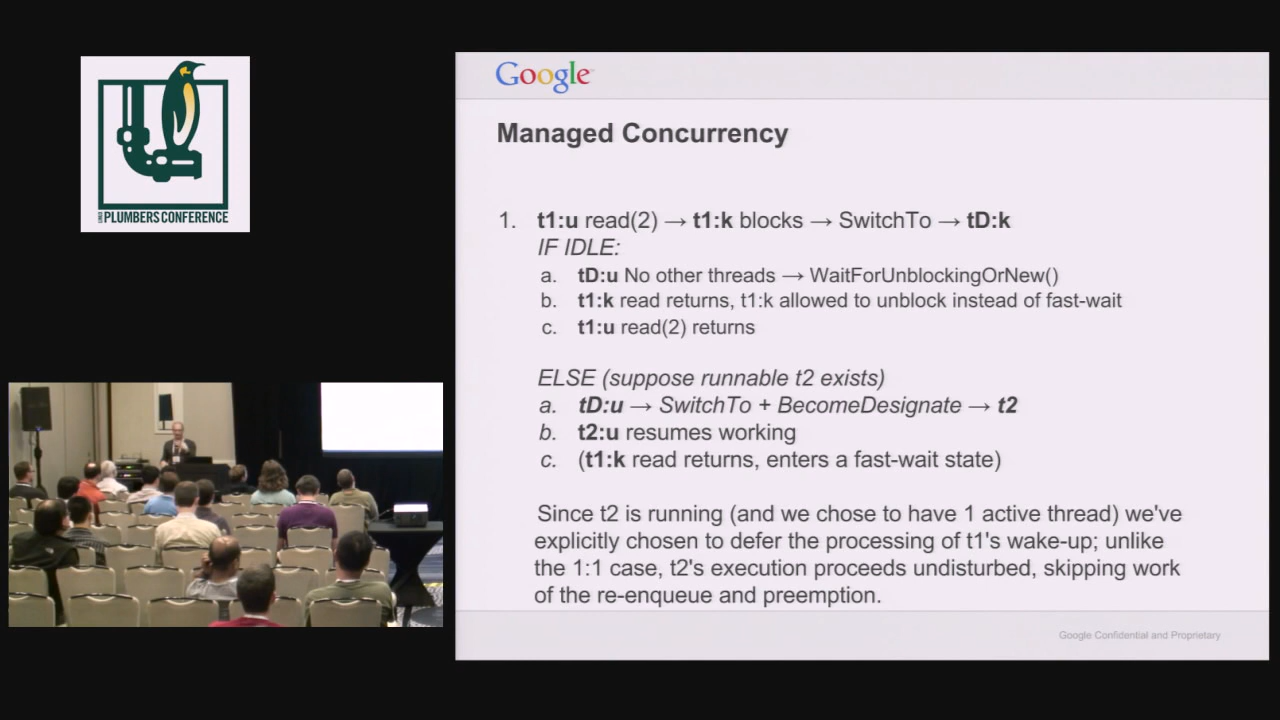 LINUX PLUMBERS CONFERENCE
Google
Managed Concurrency
1. t1:u read(2) → t1:k blocks → SwitchTo → tD:k
IF IDLE:
a. tD:u No other threads → WaitForUnblockingOrNew()
b. t1:k read returns, t1:k allowed to unblock instead of fast-wait
c. t1:u read(2) returns
ELSE (suppose runnable t2 exists)
a. tD:u → SwitchTo + BecomeDesignate → t2
b. t2:u resumes working
c. (t1:k read returns, enters a fast-wait state)
Since t2 is running (and we chose to have 1 active thread) we've
explicitly chosen to defer the processing of t1's wake-up; unlike
the 1:1 case, t2's execution proceeds undisturbed, skipping work
of the re-enqueue and preemption.
Google Confidential and Proprietary